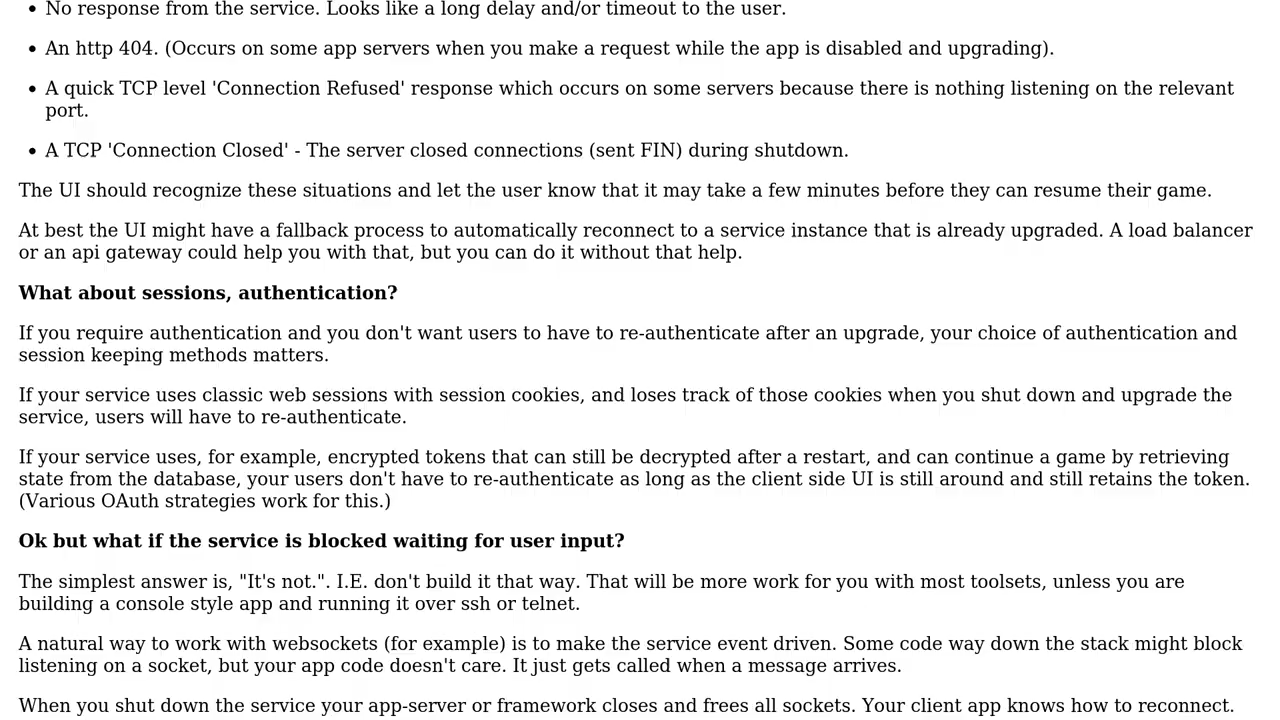 No response from the service. Looks like a long delay and/or timeout to the user.
An http 404. (Occurs on some app servers when you make a request while the app is disabled and upgrading).
A quick TCP level 'Connection Refused' response which occurs on some servers because there is nothing listening on the relevant
port.
A TCP 'Connection Closed' - The server closed connections (sent FIN) during shutdown.
The UI should recognize these situations and let the user know that it may take a few minutes before they can resume their game.
At best the UI might have a fallback process to automatically reconnect to a service instance that is already upgraded. A load balancer
or an api gateway could help you with that, but you can do it without that help.
What about sessions, authentication?
If you require authentication and you don't want users to have to re-authenticate after an upgrade, your choice of authentication and
session keeping methods matters.
If your service uses classic web sessions with session cookies, and loses track of those cookies when you shut down and upgrade the
service, users will have to re-authenticate.
If your service uses, for example, encrypted tokens that can still be decrypted after a restart, and can continue a game by retrieving
state from the database, your users don't have to re-authenticate as long as the client side UI is still around and still retains the token.
(Various OAuth strategies work for this.)
Ok but what if the service is blocked waiting for user input?
The simplest answer is, "It's not.". I.E. don't build it that way. That will be more work for you with most toolsets, unless you are
building a console style app and running it over ssh or telnet.
A natural way to work with websockets (for example) is to make the service event driven. Some code way down the stack might block
listening on a socket, but your app code doesn't care. It just gets called when a message arrives.
When you shut down the service your app-server or framework closes and frees all sockets. Your client app knows how to reconnect.